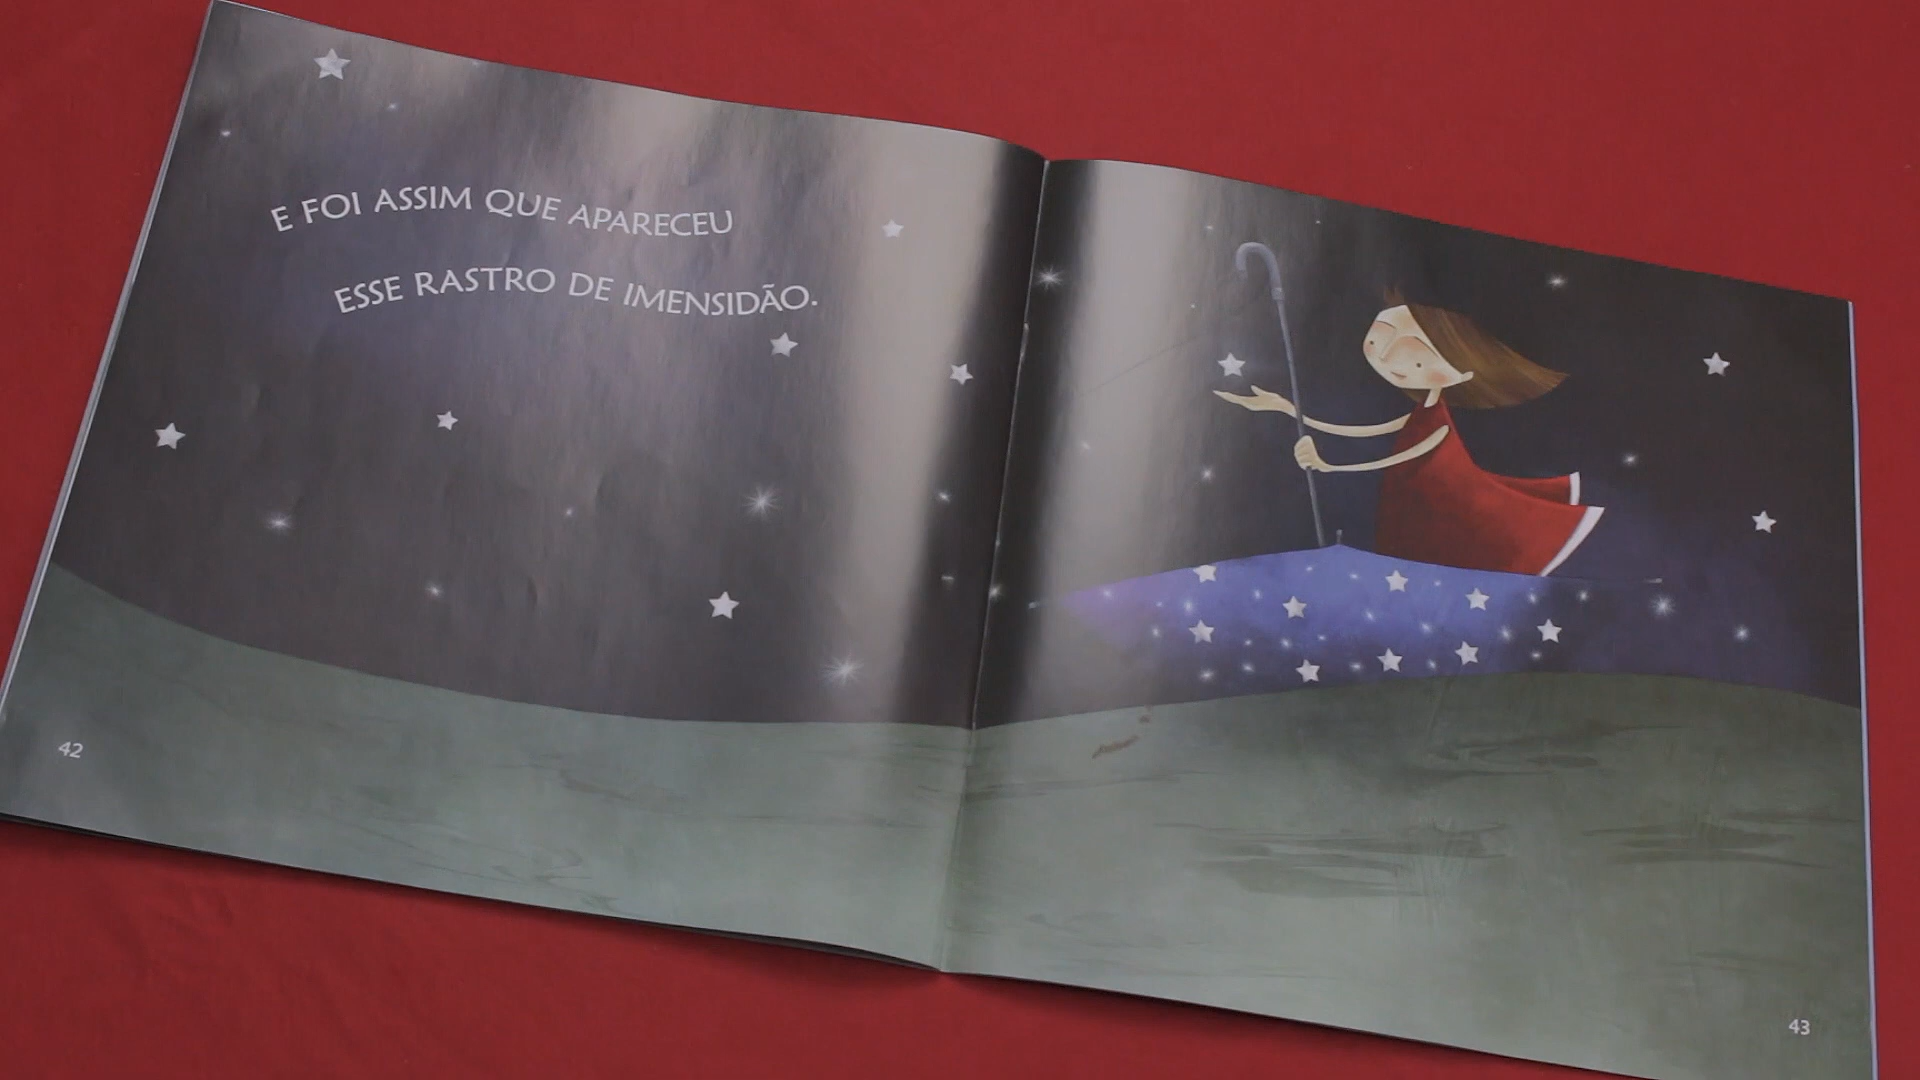 E FOI ASSIM QUE APARECEU
ESSE RASTRO DE IMENSIDÃO.
42
43